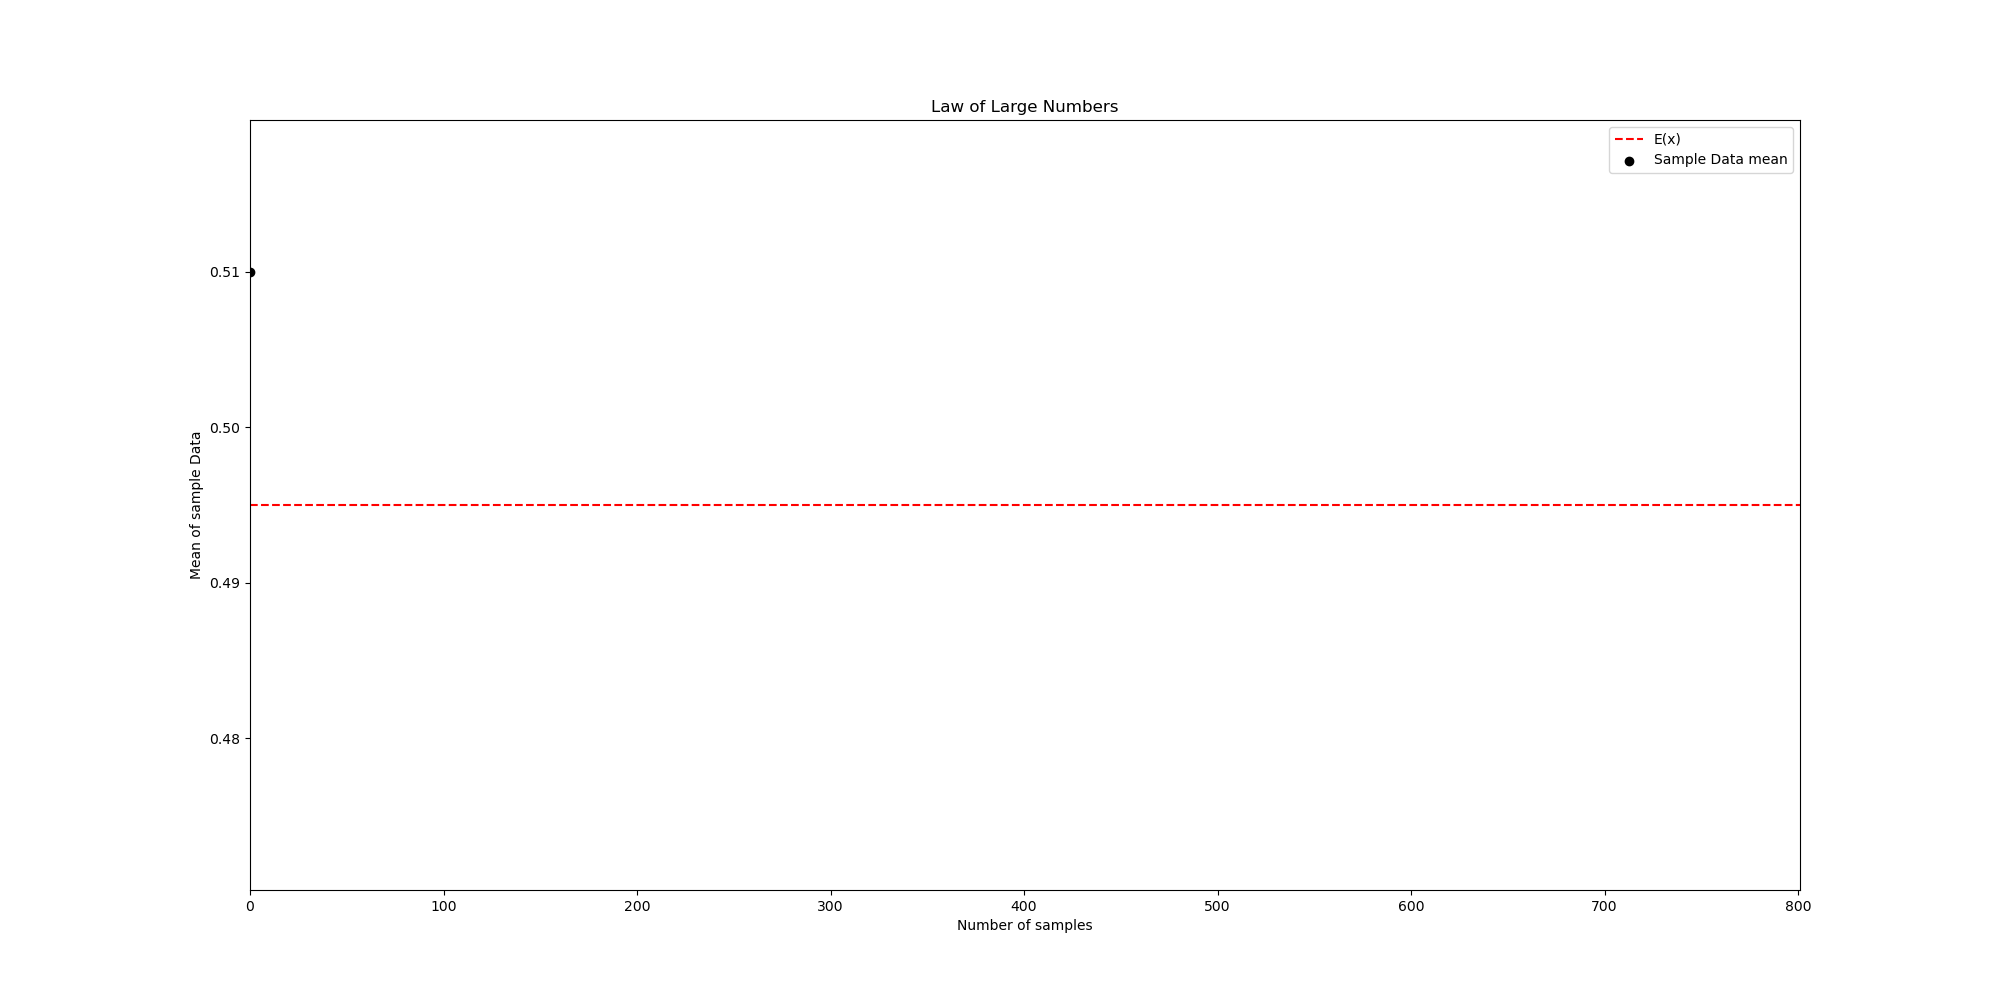 Law of Large Numbers
E(x)
Sample Data mean
Mean of sample Data
0.51
0.50
0.49
0.48
0 100 200 300 400 500 600 700 800
Number of samples